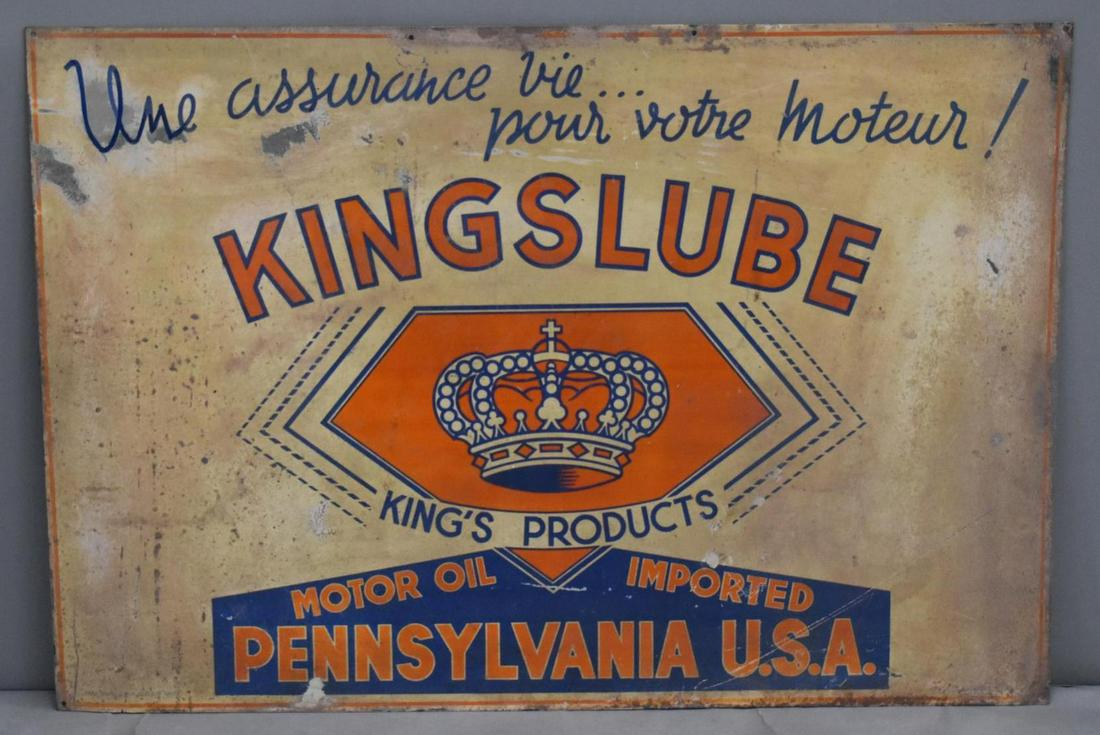 Une assurance vie...
pour votre Moteur!
KINGSLUBE
KING'S PRODUCTS
MOTOR OIL IMPORTED
PENNSYLVANIA U.S.A.